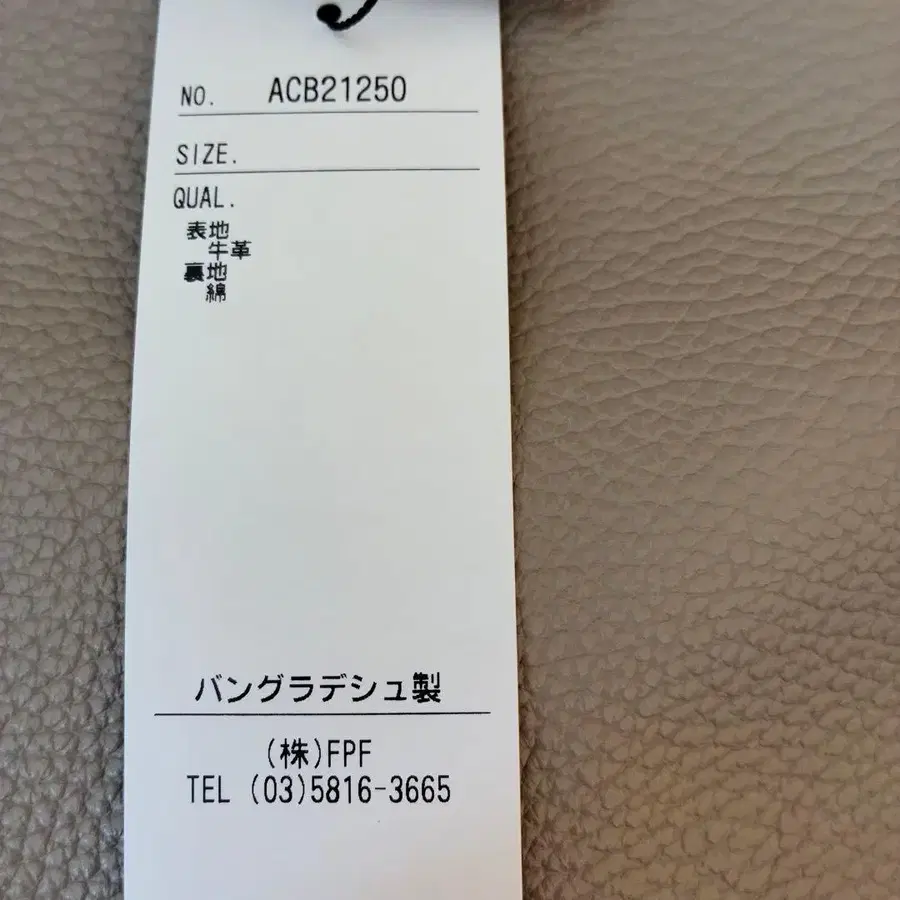 NO. ACB21250
SIZE.
QUAL.
表地
牛革
裏地
綿
バングラデシュ製
(株)FPF
TEL (03)5816-3665